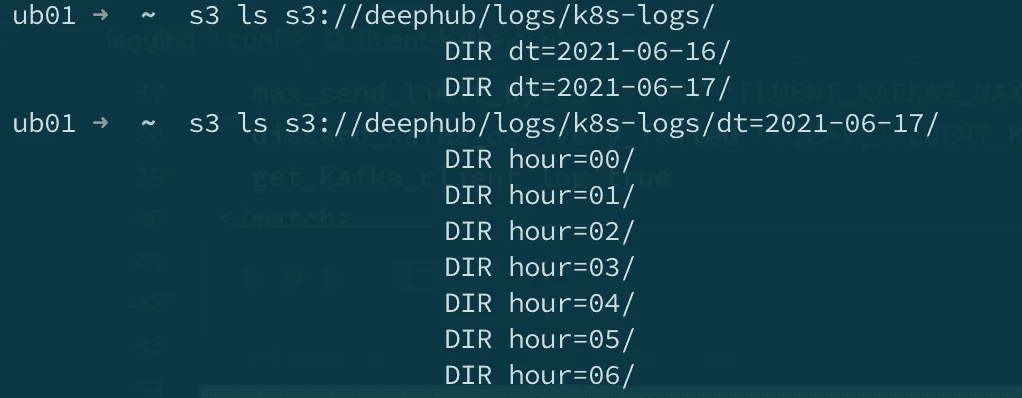 ub01 → ~ s3 ls s3://deephub/logs/k8s-logs/
DIR dt=2021-06-16/
DIR dt=2021-06-17/
ub01 → ~ s3 ls s3://deephub/logs/k8s-logs/dt=2021-06-17/
DIR hour=00/
DIR hour=01/
DIR hour=02/
DIR hour=03/
DIR hour=04/
DIR hour=05/
DIR hour=06/